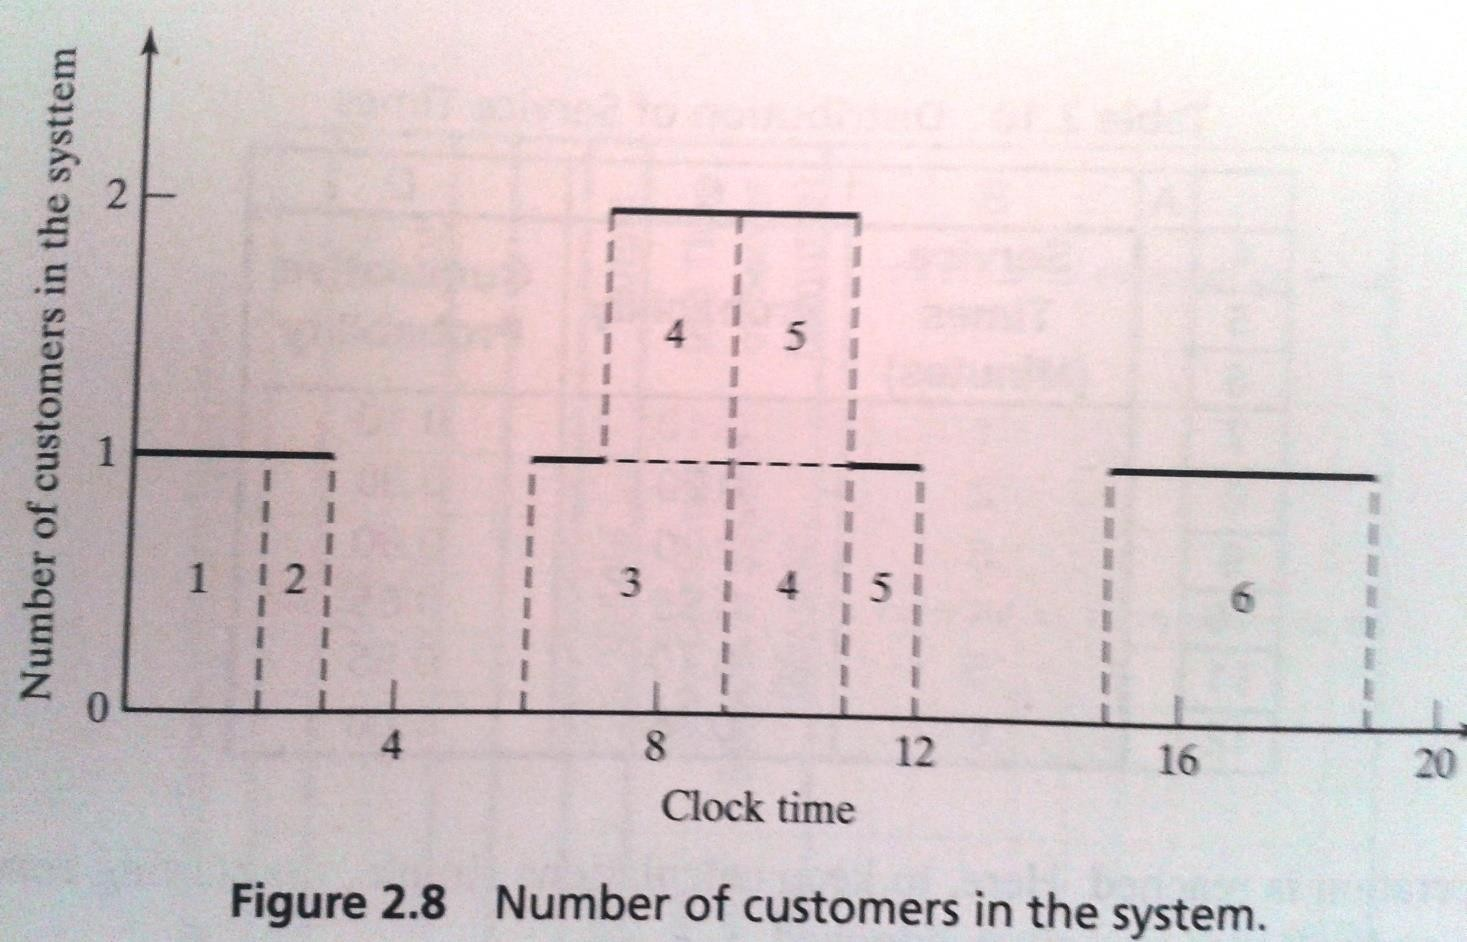 Number of customers in the systtem
2
4 5
1
1 2 3 4 5 6
0
4 8 12 16 20
Clock time
Figure 2.8 Number of customers in the system.